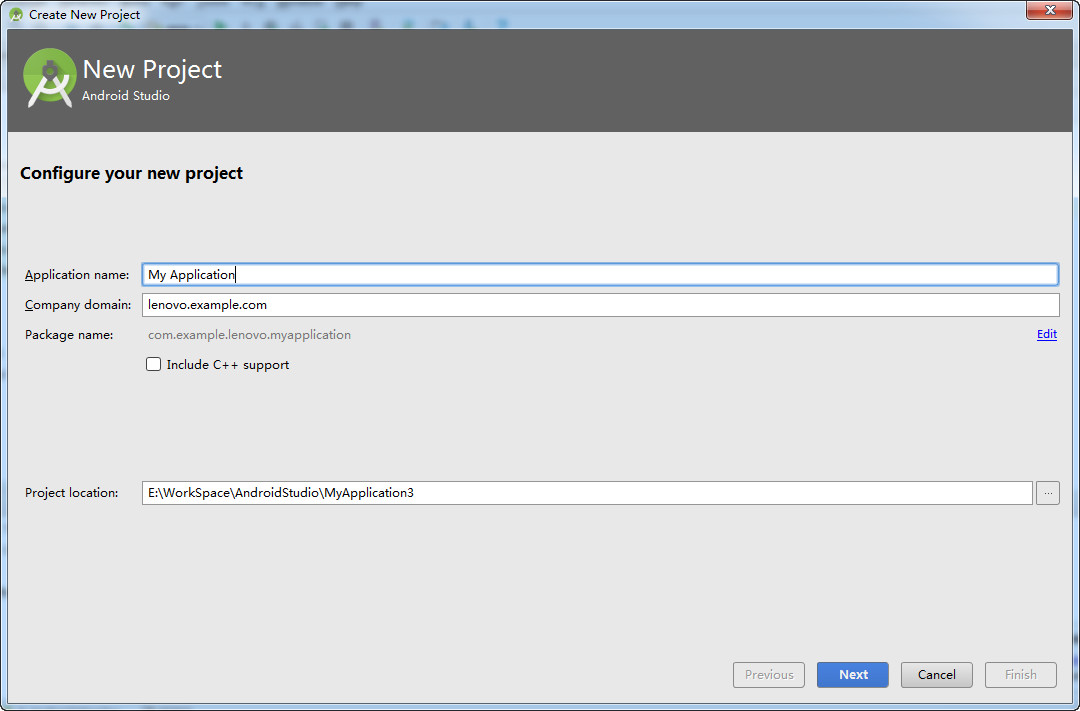 Create New Project
New Project
Android Studio
Configure your new project
Application name: My Application
Company domain: lenovo.example.com
Package name: com.example.lenovo.myapplication Edit
Include C++ support
Project location: E:\WorkSpace\AndroidStudio\MyApplication3 ...
Previous Next Cancel Finish